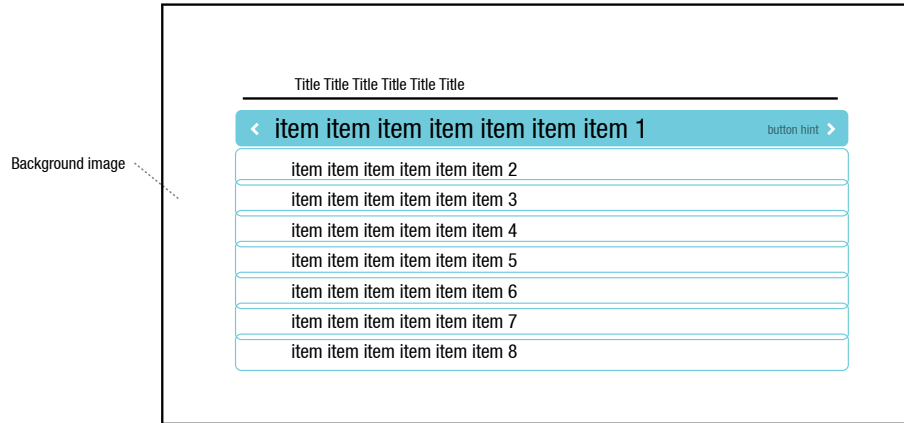 Title Title Title Title Title Title
item item item item item item item 1
button hint
Background image
item item item item item item 2
item item item item item item 3
item item item item item item 4
item item item item item item 5
item item item item item item 6
item item item item item item 7
item item item item item item 8